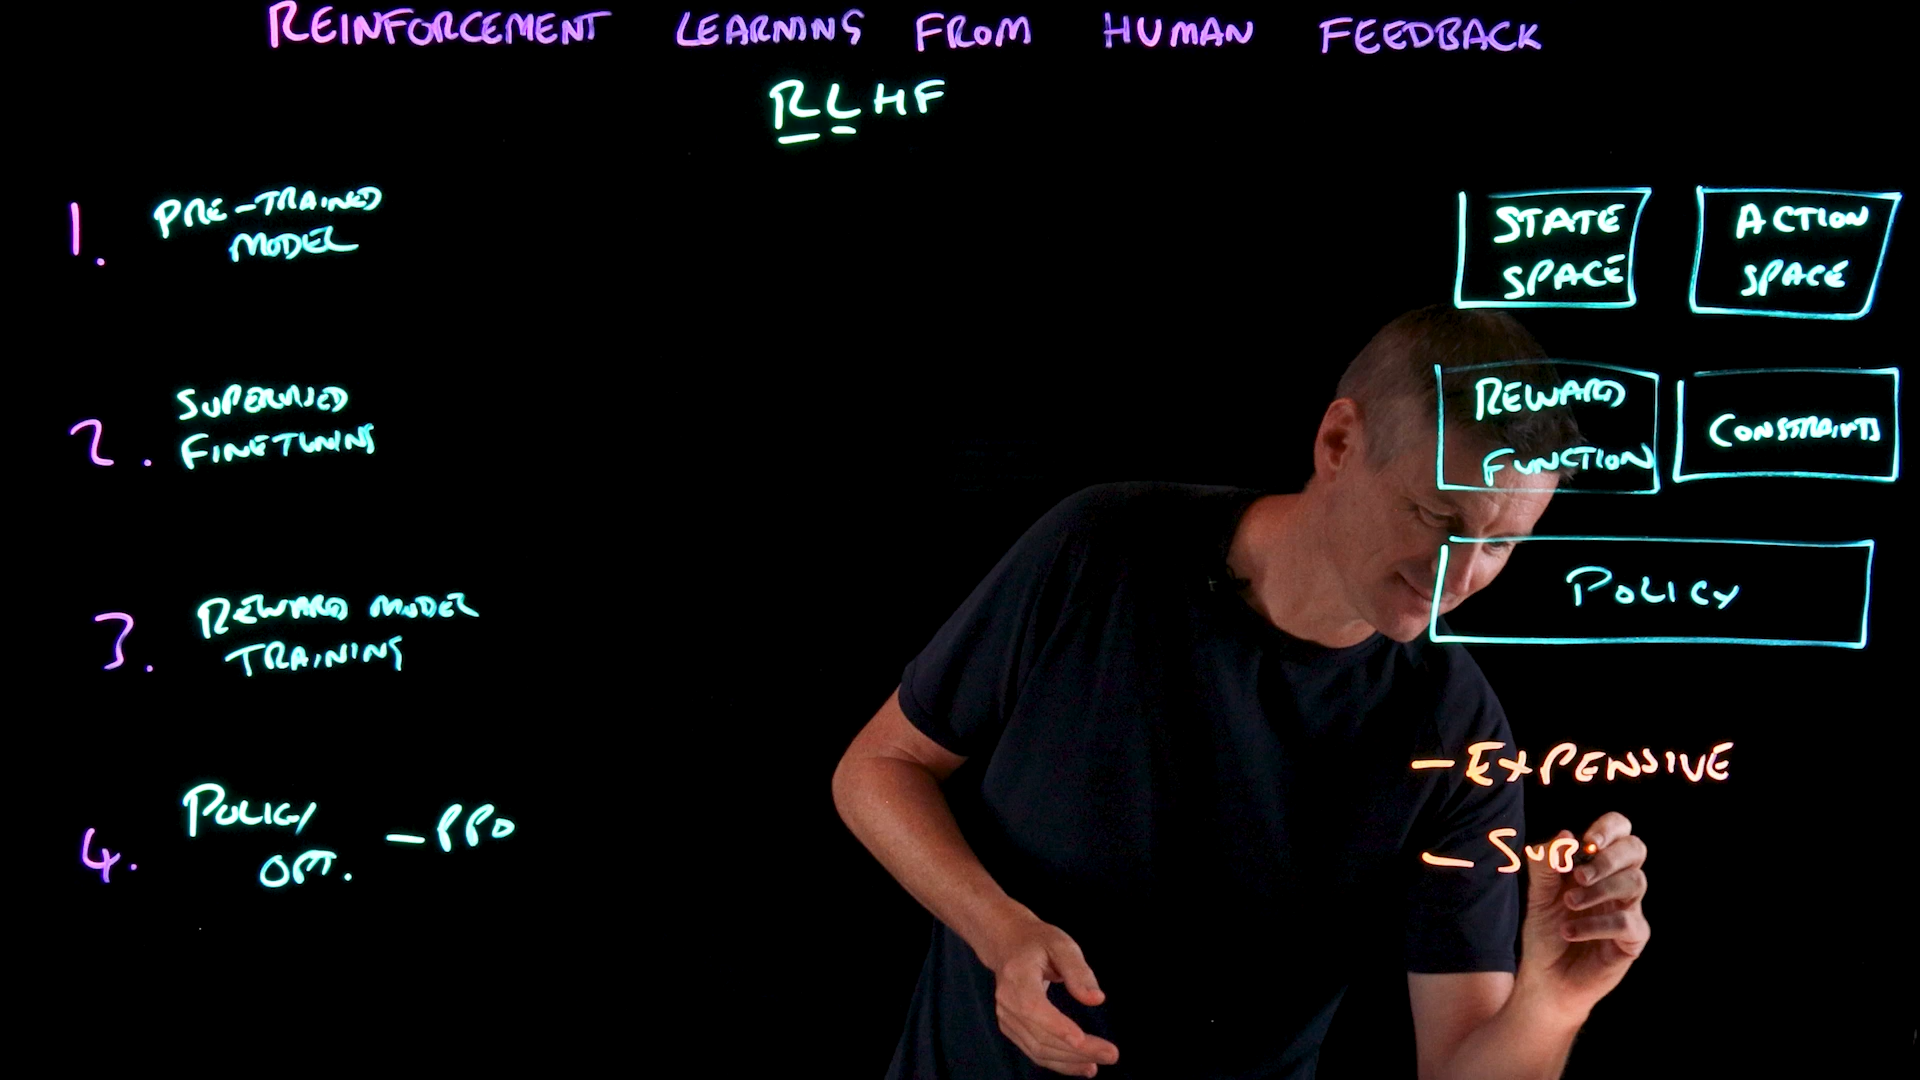 REINFORCEMENT LEARNING FROM HUMAN FEEDBACK
RLHF
1. PRE-TRAINED
MODEL
2. SUPERVISED
FINETUNING
3. REWARD MODEL
TRAINING
4. POLICY
OPT. - PPO
STATE
SPACE
ACTION
SPACE
REWARD
FUNCTION
CONSTRAINTS
POLICY
- EXPENSIVE
- SUB